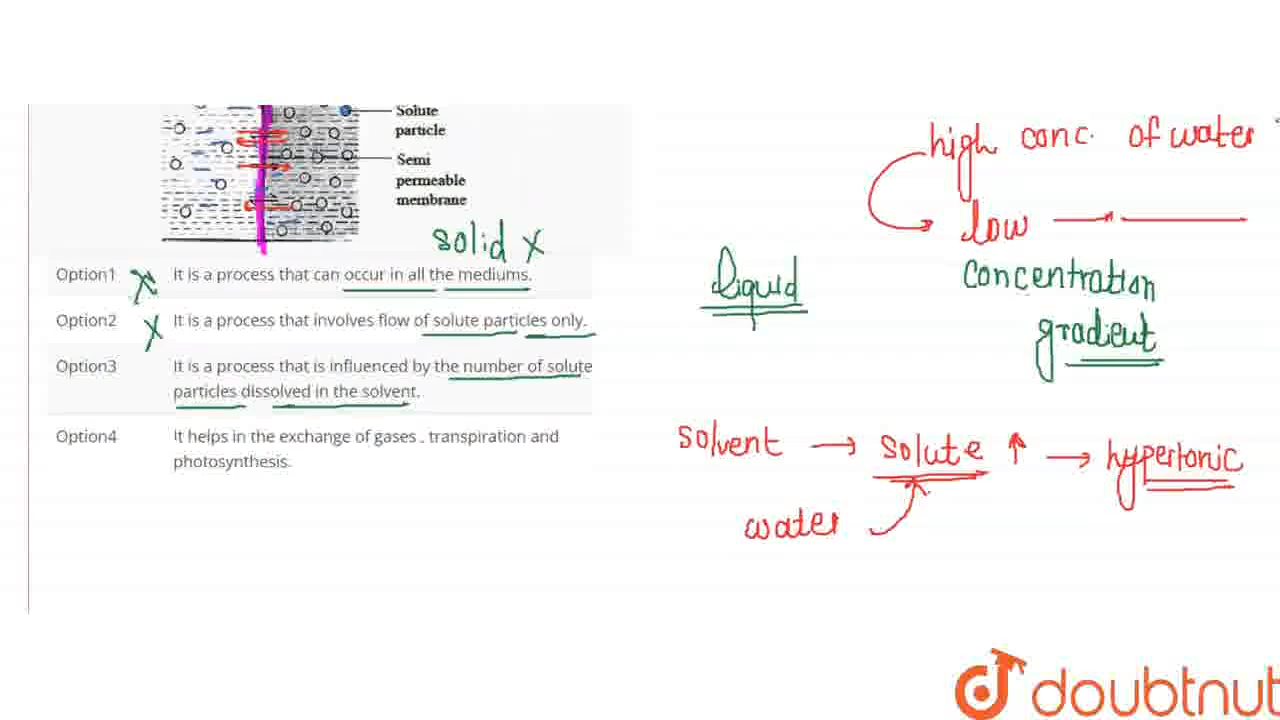 Solute
particle
Semi
permeable
membrane
solid X
Option1 X It is a process that can occur in all the mediums.
Option2 X It is a process that involves flow of solute particles only.
Option3 It is a process that is influenced by the number of solute
particles dissolved in the solvent.
Option4 It helps in the exchange of gases , transpiration and
photosynthesis.
high conc. of water
low
liquid
concentration
gradient
solvent → solute ↑ → hypertonic
water
doubtnut